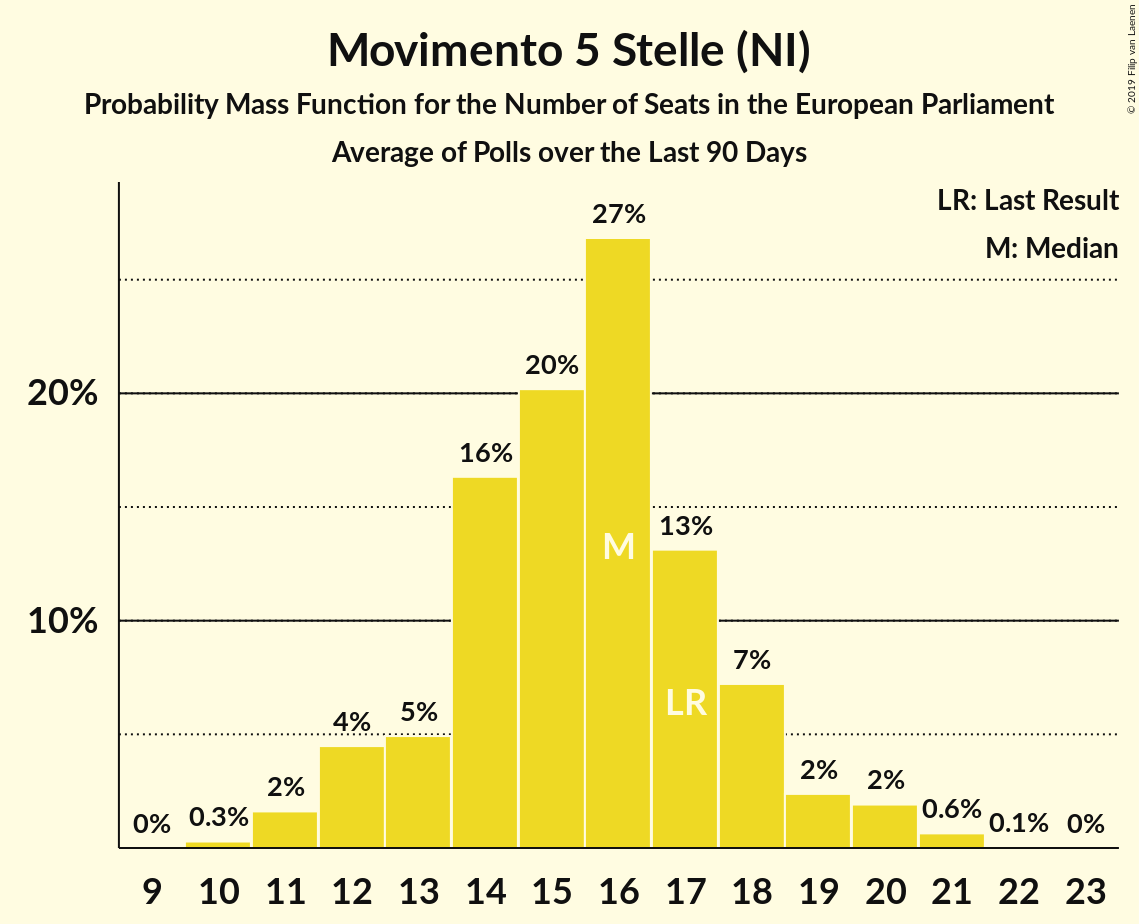 Movimento 5 Stelle (NI)
Probability Mass Function for the Number of Seats in the European Parliament
Average of Polls over the Last 90 Days
© 2019 Filip van Laenen
LR: Last Result
M: Median
27%
20%
20%
16%
13%
M
10%
7%
LR
5%
4%
2%
2%
2%
0% 0.3% 0.6% 0.1% 0%
9 10 11 12 13 14 15 16 17 18 19 20 21 22 23